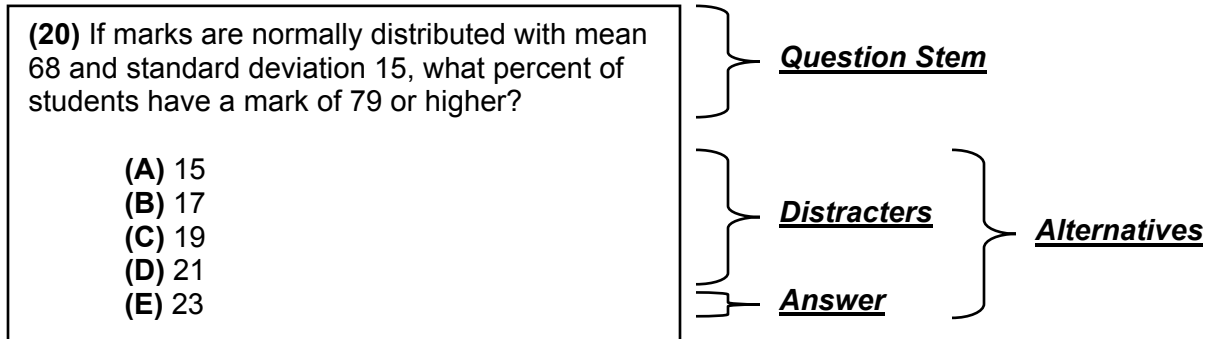 (20) If marks are normally distributed with mean
68 and standard deviation 15, what percent of
students have a mark of 79 or higher?
(A) 15
(B) 17
(C) 19
(D) 21
(E) 23
Question Stem
Distracters
Answer
Alternatives